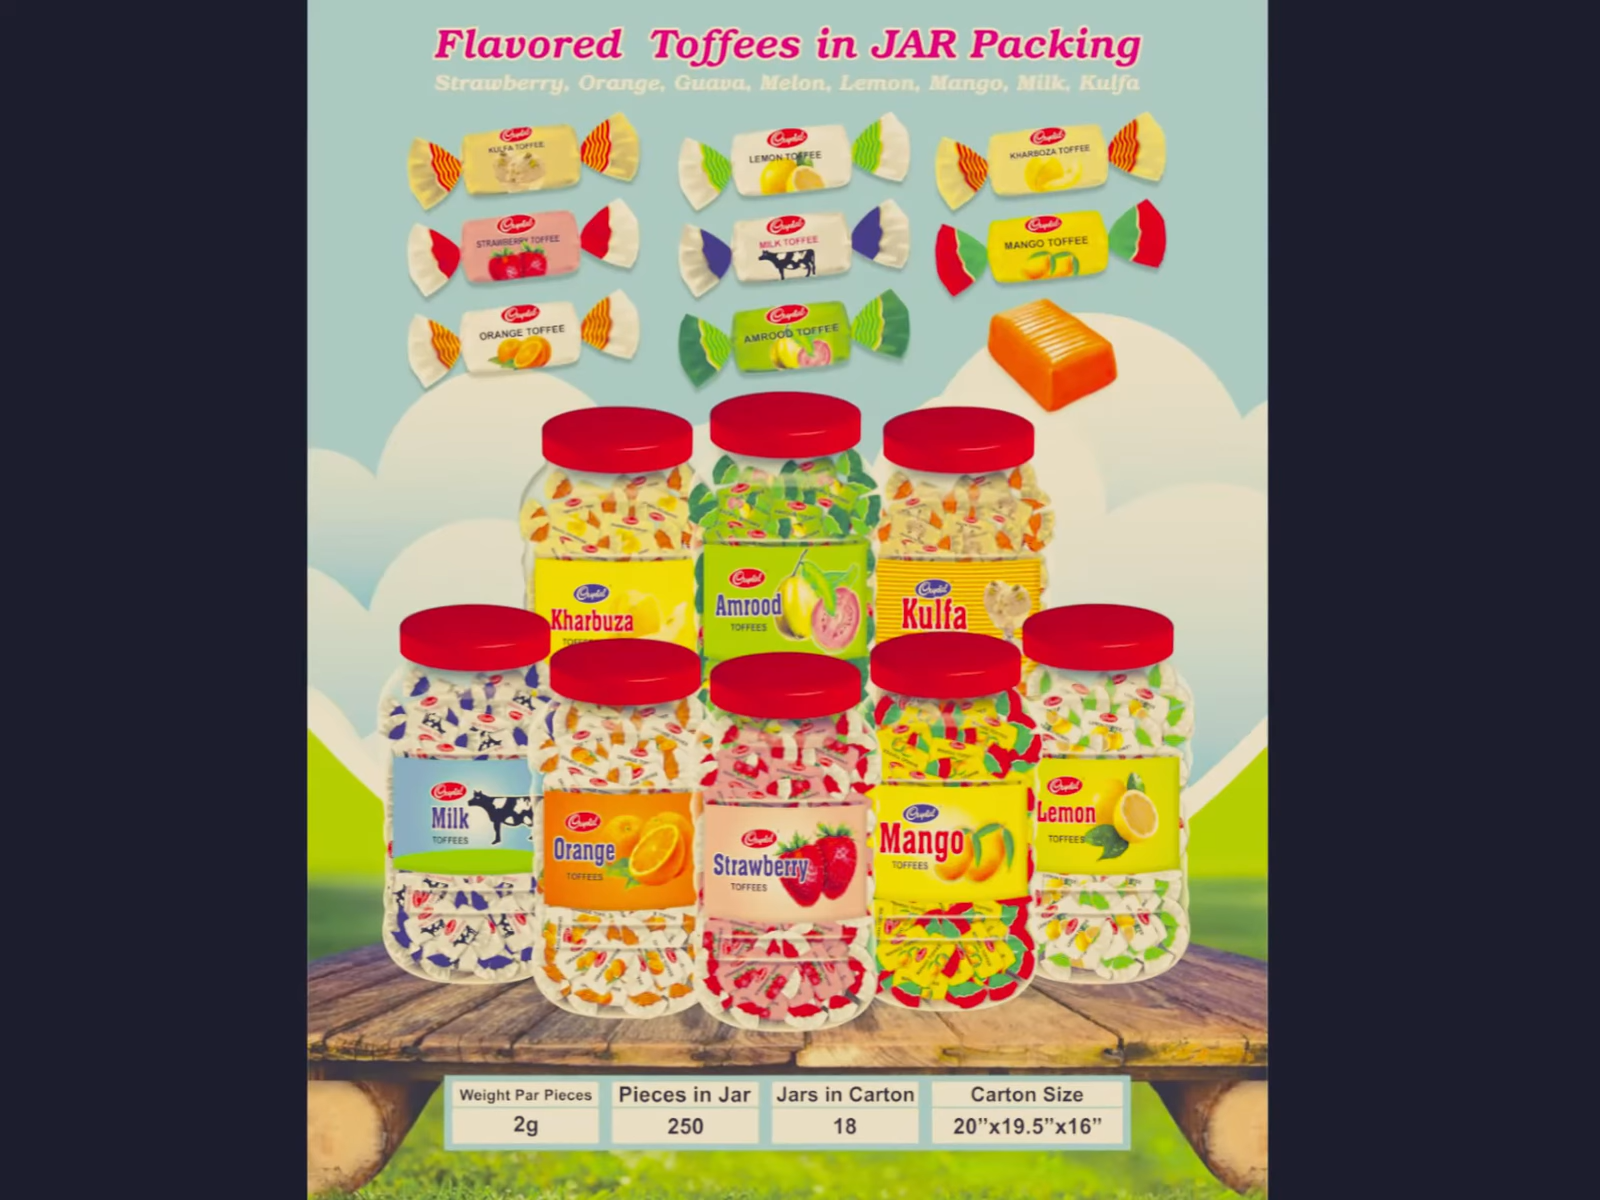 Flavored Toffees in JAR Packing
Strawberry, Orange, Guava, Melon, Lemon, Mango, Milk, Kulfa
KULFA TOFFEE
LEMON TOFFEE
KHARBOZA TOFFEE
STRAWBERRY TOFFEE
MILK TOFFEE
MANGO TOFFEE
ORANGE TOFFEE
AMROOD TOFFEE
Kharbuza
Amrood
TOFFEES
Kulfa
Milk
TOFFEES
Orange
TOFFEES
Strawberry
TOFFEES
Mango
TOFFEES
Lemon
TOFFEES
Weight Par Pieces
2g
Pieces in Jar
250
Jars in Carton
18
Carton Size
20”x19.5”x16”